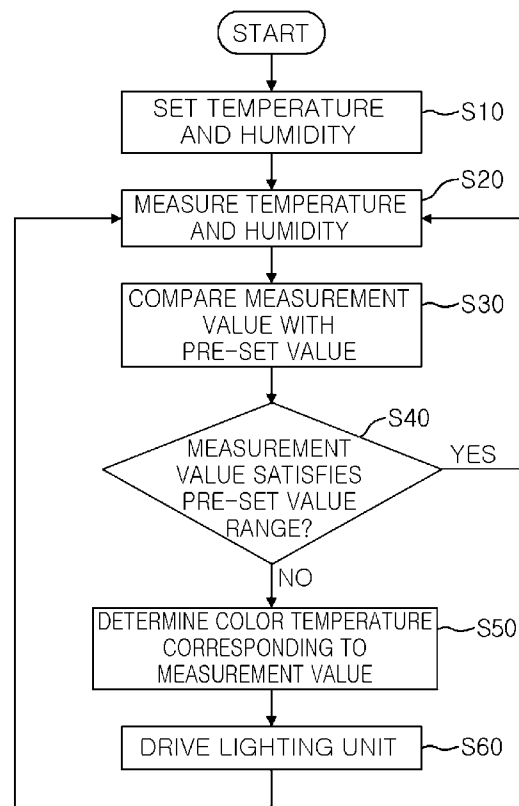 START
SET TEMPERATURE
AND HUMIDITY
S10
MEASURE TEMPERATURE
AND HUMIDITY
S20
COMPARE MEASUREMENT
VALUE WITH
PRE-SET VALUE
S30
S40
MEASUREMENT
VALUE SATISFIES
PRE-SET VALUE
RANGE?
YES
NO
DETERMINE COLOR TEMPERATURE
CORRESPONDING TO
MEASUREMENT VALUE
S50
DRIVE LIGHTING UNIT
S60